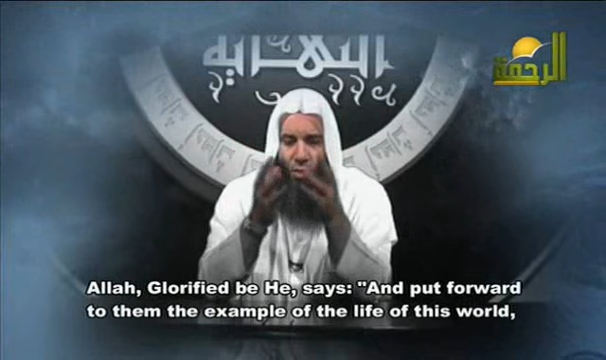 النهاية
الرحمة
Allah, Glorified be He, says: "And put forward
to them the example of the life of this world,